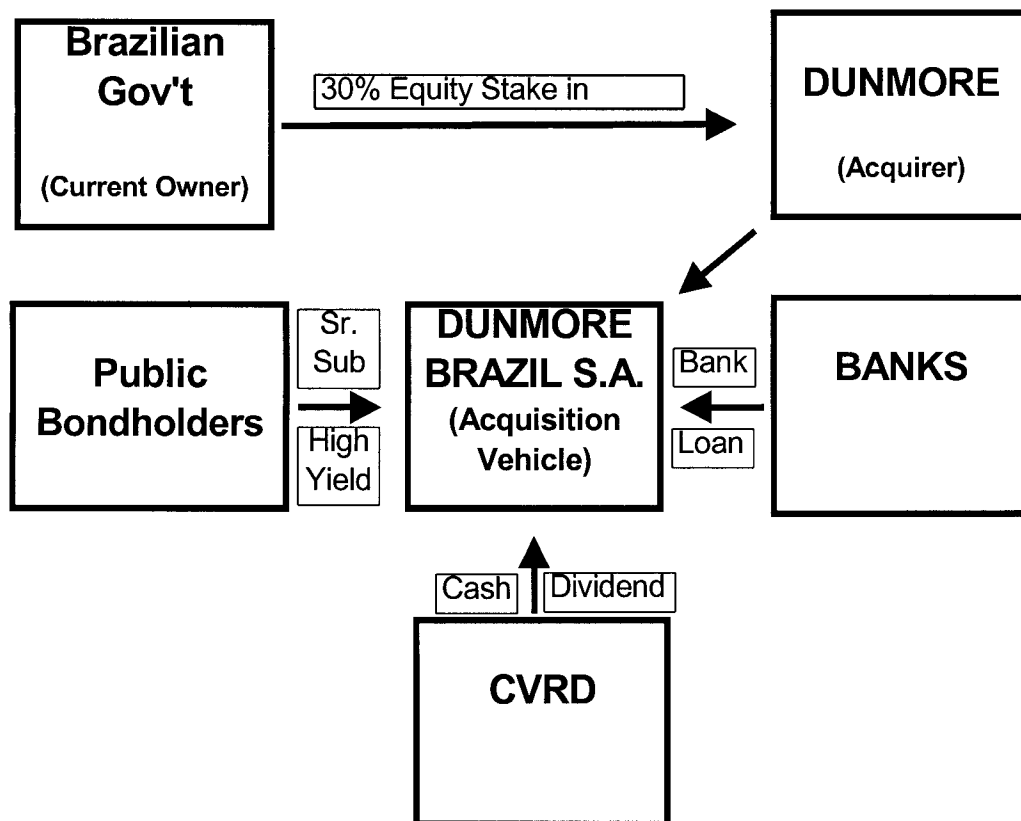 Brazilian
Gov't
(Current Owner)
30% Equity Stake in
DUNMORE
(Acquirer)
Public
Bondholders
Sr.
Sub
High
Yield
DUNMORE
BRAZIL S.A.
(Acquisition
Vehicle)
Bank
Loan
BANKS
Cash
Dividend
CVRD